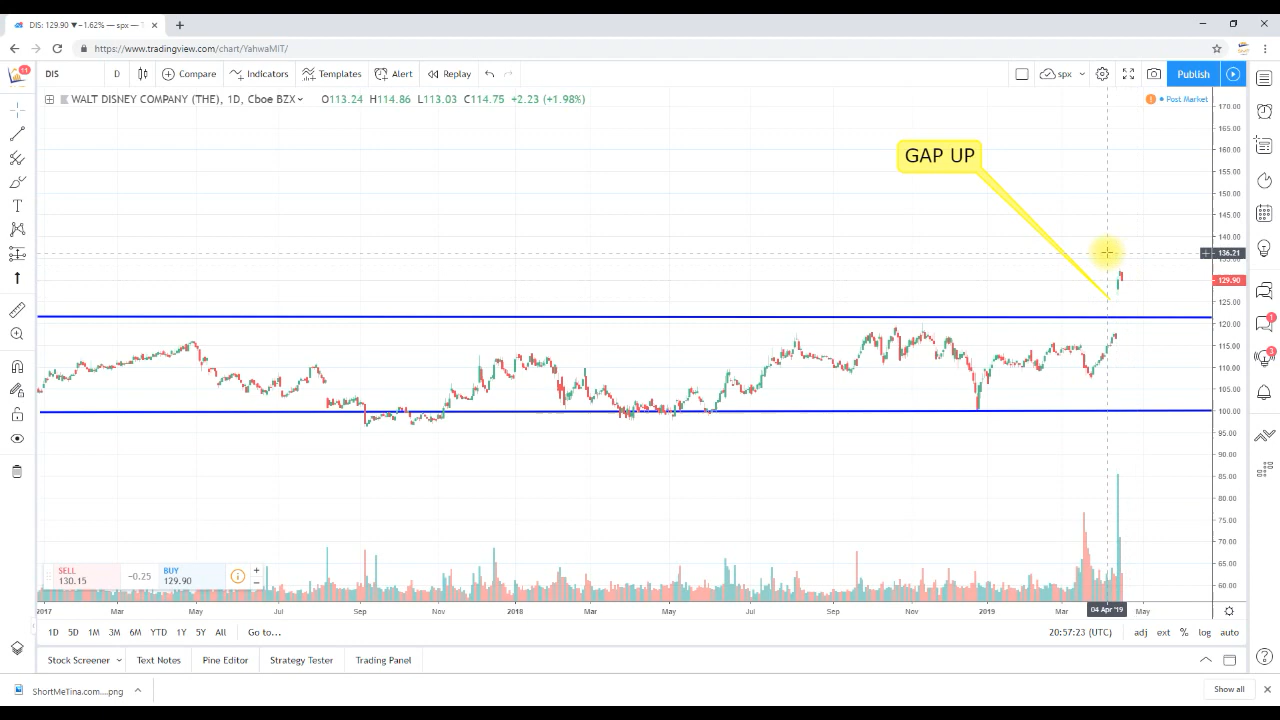 DIS: 129.90 ▼−1.62% — spx —
https://www.tradingview.com/chart/YahwaMIT/
11 DIS D Compare Indicators Templates Alert Replay spx Publish
WALT DISNEY COMPANY (THE), 1D, Cboe BZX O113.24 H114.86 L113.03 C114.75 +2.23 (+1.98%)
! Post Market
GAP UP
170.00
165.00
160.00
155.00
150.00
145.00
140.00
136.21
135.00
129.90
125.00
120.00
115.00
110.00
105.00
100.00
95.00
90.00
85.00
80.00
75.00
70.00
65.00
60.00
1
3
SELL
130.15
−0.25
BUY
129.90
2017 Mar May Jul Sep Nov 2018 Mar May Jul Sep Nov 2019 Mar 04 Apr '19 May
1D 5D 1M 3M 6M YTD 1Y 5Y All Go to... 20:57:23 (UTC) adj ext % log auto
Stock Screener Text Notes Pine Editor Strategy Tester Trading Panel
ShortMeTina.com....png Show all